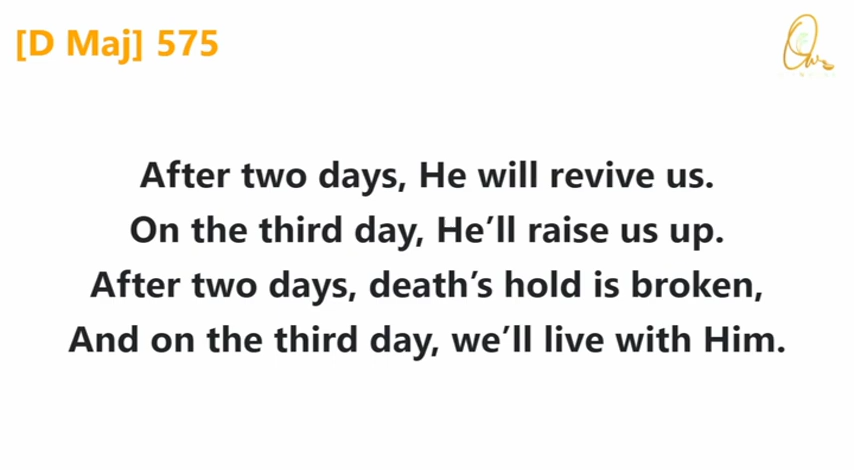 [D Maj] 575
After two days, He will revive us.
On the third day, He’ll raise us up.
After two days, death’s hold is broken,
And on the third day, we’ll live with Him.